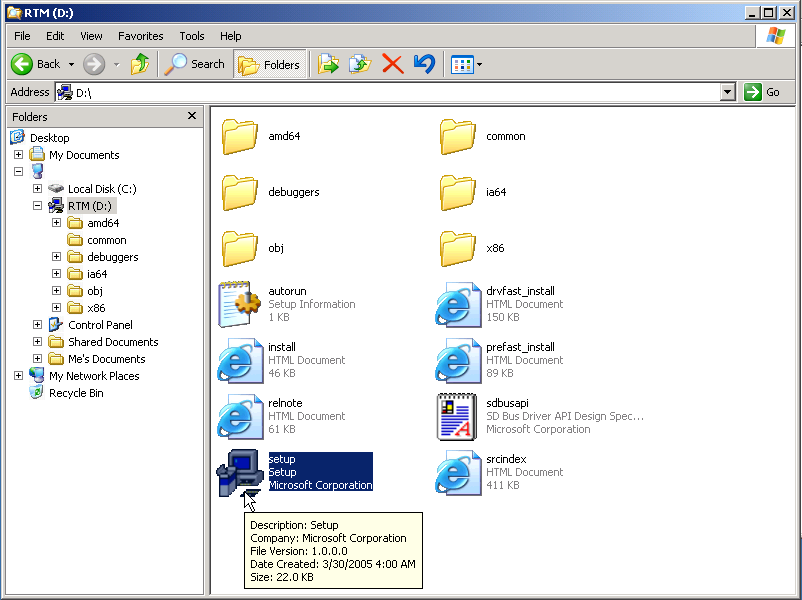 RTM (D:)
File Edit View Favorites Tools Help
Back Search Folders
Address D:\ Go
Folders
Desktop
My Documents
Local Disk (C:)
RTM (D:)
amd64
common
debuggers
ia64
obj
x86
Control Panel
Shared Documents
Me's Documents
My Network Places
Recycle Bin
amd64
common
debuggers
ia64
obj
x86
autorun
Setup Information
1 KB
drvfast_install
HTML Document
150 KB
install
HTML Document
46 KB
prefast_install
HTML Document
89 KB
relnote
HTML Document
61 KB
sdbusapi
SD Bus Driver API Design Spec...
Microsoft Corporation
setup
Setup
Microsoft Corporation
srcindex
HTML Document
411 KB
Description: Setup
Company: Microsoft Corporation
File Version: 1.0.0.0
Date Created: 3/30/2005 4:00 AM
Size: 22.0 KB